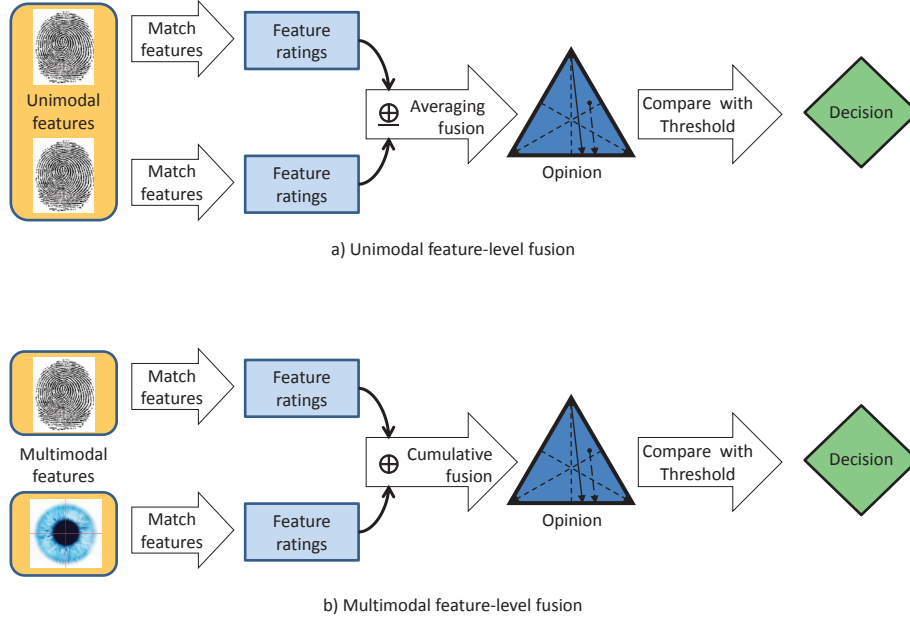 Match
features
Feature
ratings
Unimodal
features
⊕ Averaging
fusion
Match
features
Feature
ratings
Opinion
Compare with
Threshold
Decision
a) Unimodal feature-level fusion
Match
features
Feature
ratings
Multimodal
features
⊕ Cumulative
fusion
Match
features
Feature
ratings
Opinion
Compare with
Threshold
Decision
b) Multimodal feature-level fusion